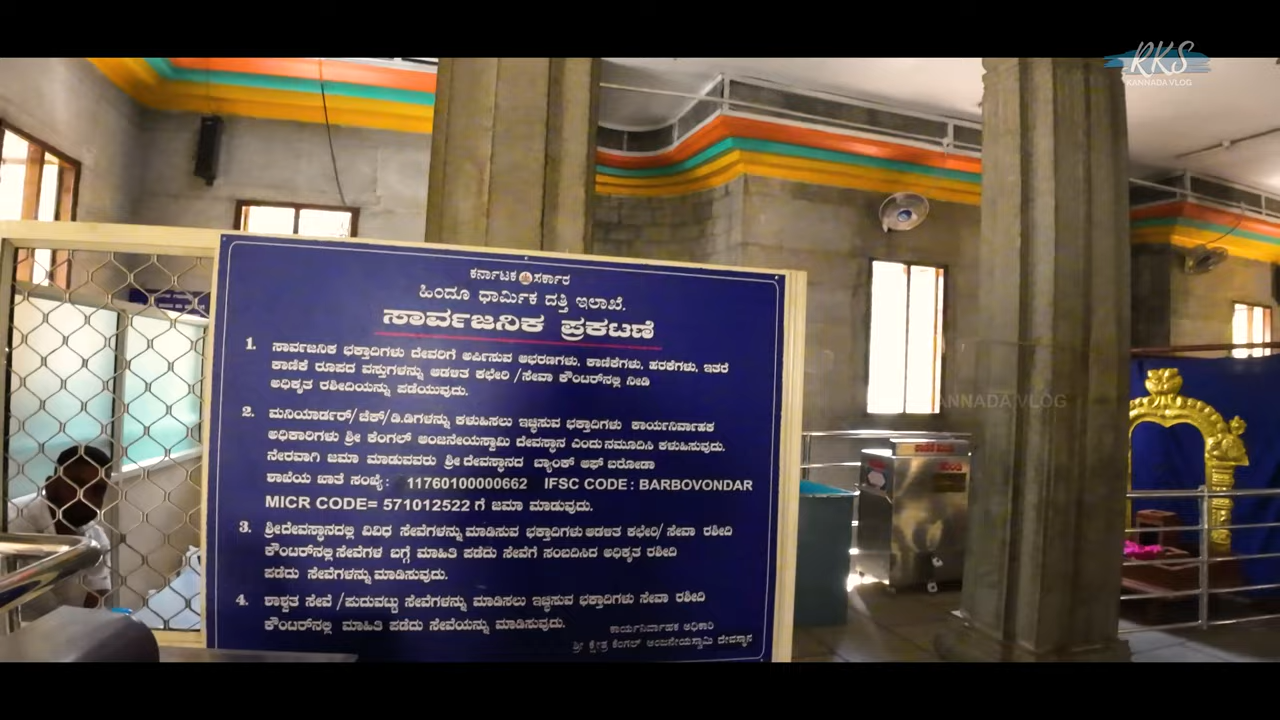 RKS
KANNADA VLOG
ಕರ್ನಾಟಕ ಸರ್ಕಾರ
ಹಿಂದೂ ಧಾರ್ಮಿಕ ದತ್ತಿ ಇಲಾಖೆ.
ಸಾರ್ವಜನಿಕ ಪ್ರಕಟಣೆ
1. ಸಾರ್ವಜನಿಕ ಭಕ್ತಾದಿಗಳು ದೇವರಿಗೆ ಅರ್ಪಿಸುವ ಆಭರಣಗಳು, ಕಾಣಿಕೆಗಳು, ಹರಕೆಗಳು, ಇತರೆ
ಕಾಣಿಕೆ ರೂಪದ ವಸ್ತುಗಳನ್ನು ಆಡಳಿತ ಕಛೇರಿ /ಸೇವಾ ಕೌಂಟರ್‌ನಲ್ಲಿ ನೀಡಿ
ಅಧಿಕೃತ ರಶೀದಿಯನ್ನು ಪಡೆಯುವುದು.
2. ಮನಿಯಾರ್ಡರ್/ಚೆಕ್/ಡಿ.ಡಿಗಳನ್ನು ಕಳುಹಿಸಲು ಇಚ್ಛಿಸುವ ಭಕ್ತಾದಿಗಳು ಕಾರ್ಯನಿರ್ವಾಹಕ
ಅಧಿಕಾರಿಗಳು ಶ್ರೀ ಕೆಂಗಲ್ ಆಂಜನೇಯಸ್ವಾಮಿ ದೇವಸ್ಥಾನ ಎಂದು ನಮೂದಿಸಿ ಕಳುಹಿಸುವುದು.
ನೇರವಾಗಿ ಜಮಾ ಮಾಡುವವರು ಶ್ರೀ ದೇವಸ್ಥಾನದ ಬ್ಯಾಂಕ್ ಆಫ್ ಬರೋಡಾ
ಶಾಖೆಯ ಖಾತೆ ಸಂಖ್ಯೆ: 11760100000662 IFSC CODE : BARBOVONDAR
MICR CODE= 571012522 ಗೆ ಜಮಾ ಮಾಡುವುದು.
3. ಶ್ರೀದೇವಸ್ಥಾನದಲ್ಲಿ ವಿವಿಧ ಸೇವೆಗಳನ್ನು ಮಾಡಿಸುವ ಭಕ್ತಾದಿಗಳು ಆಡಳಿತ ಕಛೇರಿ/ ಸೇವಾ ರಶೀದಿ
ಕೌಂಟರ್‌ನಲ್ಲಿ ಸೇವೆಗಳ ಬಗ್ಗೆ ಮಾಹಿತಿ ಪಡೆದು ಸೇವೆಗೆ ಸಂಬದಿಸಿದ ಅಧಿಕೃತ ರಶೀದಿ
ಪಡೆದು ಸೇವೆಗಳನ್ನು ಮಾಡಿಸುವುದು.
4. ಶಾಶ್ವತ ಸೇವೆ /ಪುದುವಟ್ಟು ಸೇವೆಗಳನ್ನು ಮಾಡಿಸಲು ಇಚ್ಛಿಸುವ ಭಕ್ತಾದಿಗಳು ಸೇವಾ ರಶೀದಿ
ಕೌಂಟರ್‌ನಲ್ಲಿ ಮಾಹಿತಿ ಪಡೆದು ಸೇವೆಯನ್ನು ಮಾಡಿಸುವುದು.
ಕಾರ್ಯನಿರ್ವಾಹಕ ಅಧಿಕಾರಿ
ಶ್ರೀ ಕ್ಷೇತ್ರ ಕೆಂಗಲ್ ಆಂಜನೇಯಸ್ವಾಮಿ ದೇವಸ್ಥಾನ
KANNADA VLOG